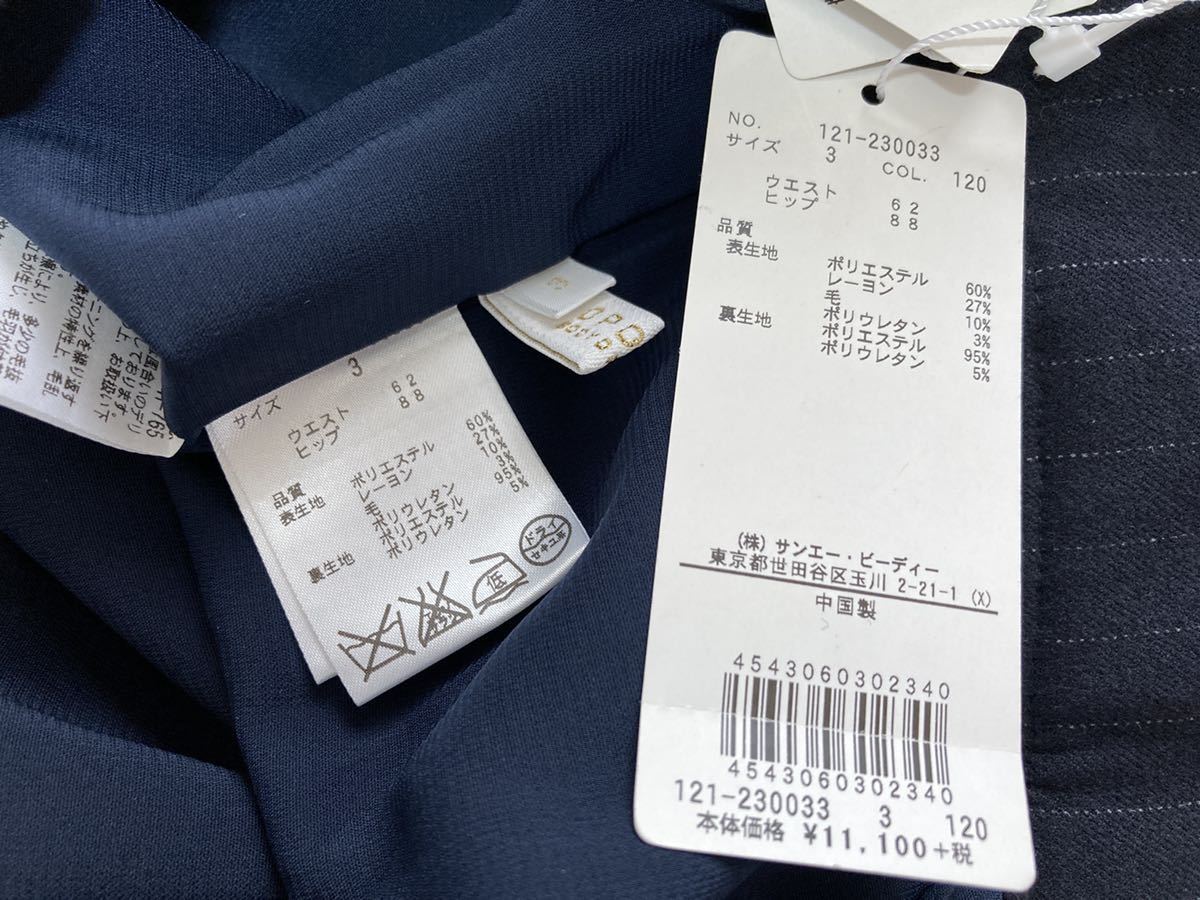 NO. 121-230033
サイズ 3 COL. 120
ウエスト 62
ヒップ 88
品質
表生地 ポリエステル 60%
レーヨン 27%
毛 10%
ポリウレタン 3%
裏生地 ポリエステル 95%
ポリウレタン 5%
(株) サンエー・ビーディー
東京都世田谷区玉川 2-21-1 (X)
中国製
4543060302340
4543060302340
121-230033 3 120
本体価格 ¥11,100+税
サイズ 3
ウエスト 62
ヒップ 88
品質
表生地 ポリエステル 60%
レーヨン 27%
毛 10%
ポリウレタン 3%
裏生地 ポリエステル 95%
ポリウレタン 5%
低
ドライ
セキユ系
3